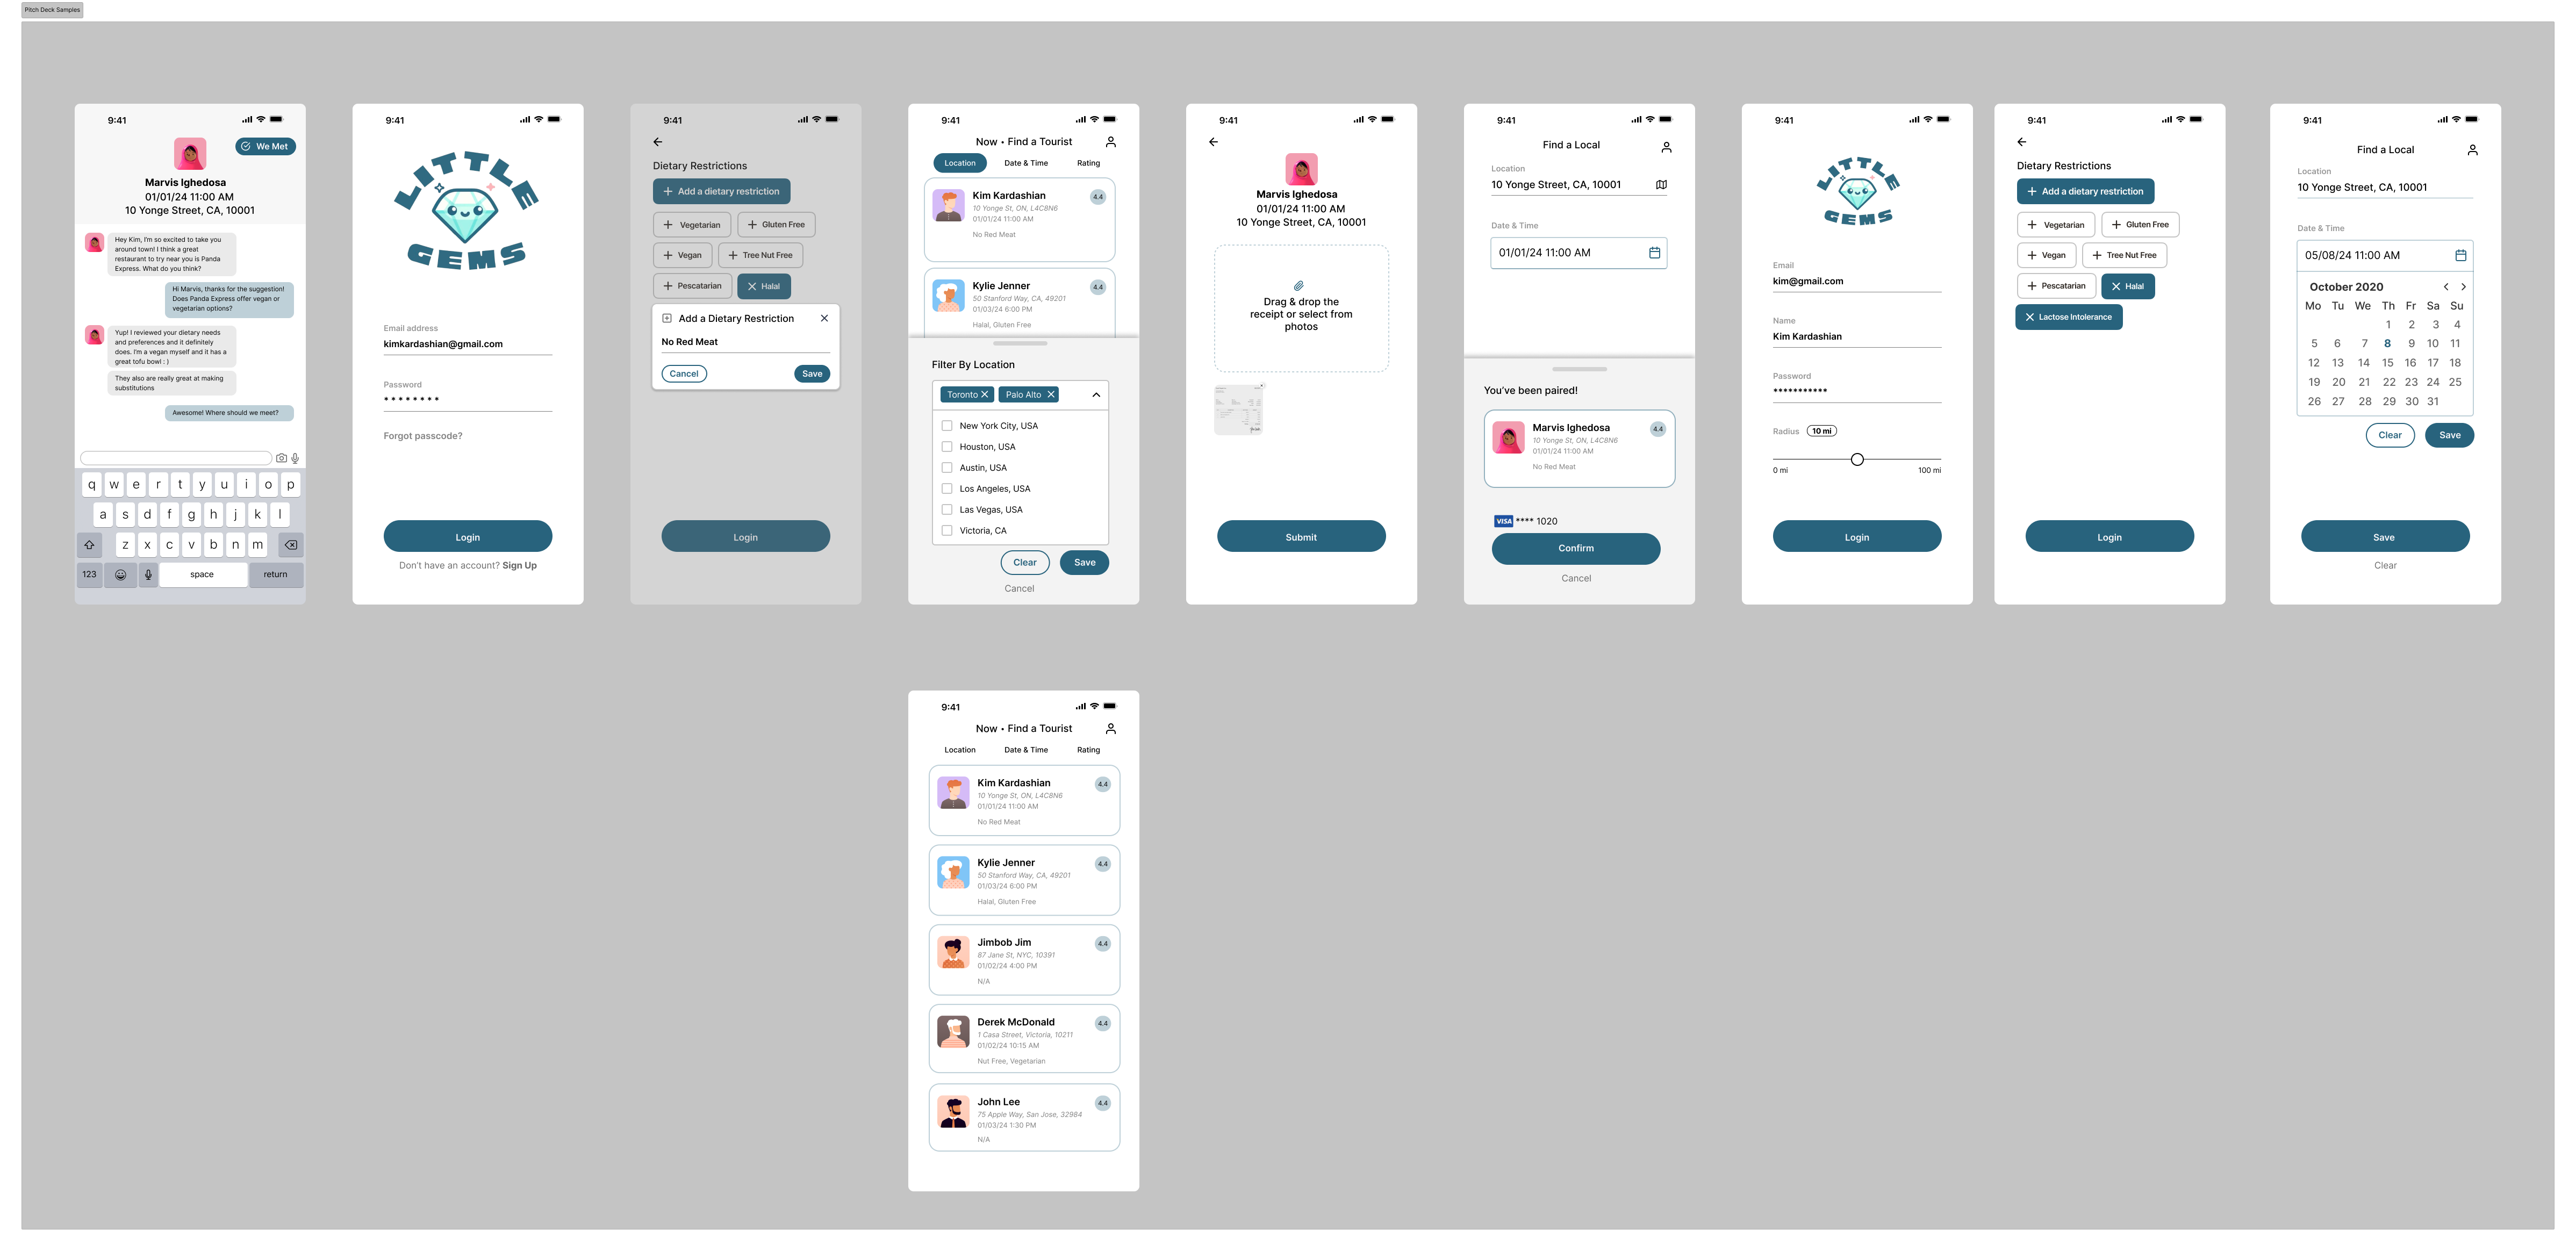 Pitch Deck Samples
9:41
We Met
Marvis Ighedosa
01/01/24 11:00 AM
10 Yonge Street, CA, 10001
Hey Kim, I'm so excited to take you
around town! I think a great
restaurant to try near you is Panda
Express. What do you think?
Hi Marvis, thanks for the suggestion!
Does Panda Express offer vegan or
vegetarian options?
Yup! I reviewed your dietary needs
and preferences and it definitely
does. I'm a vegan myself and it has a
great tofu bowl ; )
They also are really great at making
substitutions
Awesome! Where should we meet?
q w e r t y u i o p
a s d f g h j k l
z x c v b n m
123 space return
9:41
LITTLE
GEMS
Email address
kimkardashian@gmail.com
Password
Forgot passcode?
Login
Don't have an account? Sign Up
9:41
Dietary Restrictions
+ Add a dietary restriction
+ Vegetarian + Gluten Free
+ Vegan + Tree Nut Free
+ Pescatarian × Halal
Add a Dietary Restriction
No Red Meat
Cancel Save
Login
9:41
Now • Find a Tourist
Location Date & Time Rating
Kim Kardashian 4.4
10 Yonge St, ON, L4C8N6
01/01/24 11:00 AM
No Red Meat
Kylie Jenner 4.4
50 Stanford Way, CA, 49201
01/03/24 6:00 PM
Halal, Gluten Free
Filter By Location
Toronto Palo Alto
New York City, USA
Houston, USA
Austin, USA
Los Angeles, USA
Las Vegas, USA
Victoria, CA
Clear Save
Cancel
9:41
Marvis Ighedosa
01/01/24 11:00 AM
10 Yonge Street, CA, 10001
Drag & drop the
receipt or select from
photos
Submit
9:41
Find a Local
Location
10 Yonge Street, CA, 10001
Date & Time
01/01/24 11:00 AM
You've been paired!
Marvis Ighedosa 4.4
10 Yonge St, ON, L4C8N6
01/01/24 11:00 AM
No Red Meat
VISA **** 1020
Confirm
Cancel
9:41
LITTLE
GEMS
Email
kim@gmail.com
Name
Kim Kardashian
Password
***********
Radius 10 mi
0 mi 100 mi
Login
9:41
Dietary Restrictions
+ Add a dietary restriction
+ Vegetarian + Gluten Free
+ Vegan + Tree Nut Free
+ Pescatarian × Halal
× Lactose Intolerance
Login
9:41
Find a Local
Location
10 Yonge Street, CA, 10001
Date & Time
05/08/24 11:00 AM
October 2020
Mo Tu We Th Fr Sa Su
1 2 3 4
5 6 7 8 9 10 11
12 13 14 15 16 17 18
19 20 21 22 23 24 25
26 27 28 29 30 31
Clear Save
Save
Clear
9:41
Now • Find a Tourist
Location Date & Time Rating
Kim Kardashian 4.4
10 Yonge St, ON, L4C8N6
01/01/24 11:00 AM
No Red Meat
Kylie Jenner 4.4
50 Stanford Way, CA, 49201
01/03/24 6:00 PM
Halal, Gluten Free
Jimbob Jim 4.4
87 Jane St, NYC, 10391
01/02/24 4:00 PM
N/A
Derek McDonald 4.4
1 Casa Street, Victoria, 10211
01/02/24 10:15 AM
Nut Free, Vegetarian
John Lee 4.4
75 Apple Way, San Jose, 32984
01/03/24 1:30 PM
N/A